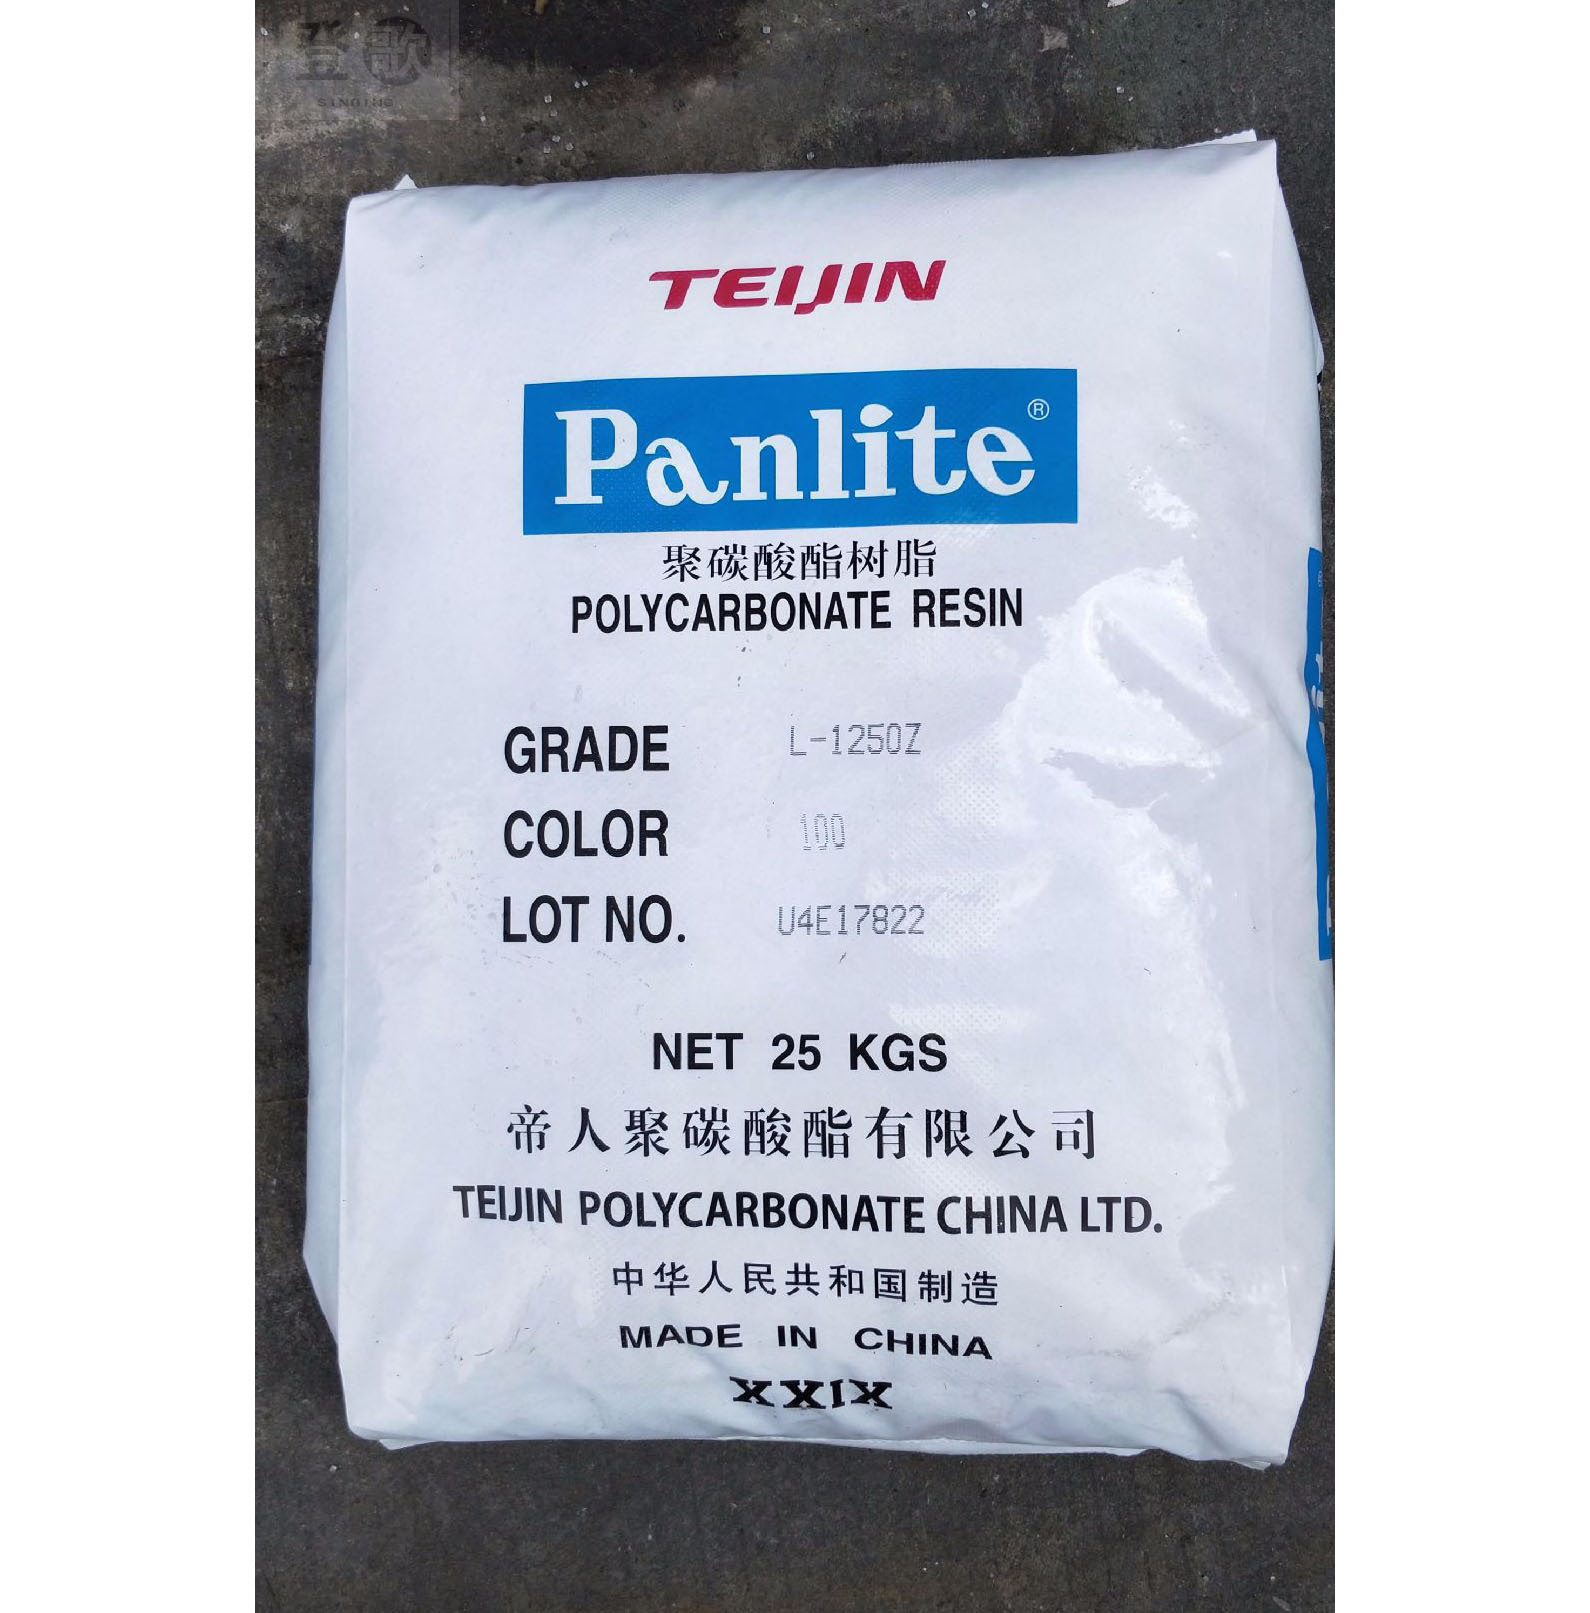 登歌
SINGING
TEIJIN
Panlite®
聚碳酸酯树脂
POLYCARBONATE RESIN
GRADE L-1250Z
COLOR 100
LOT NO. U4E17822
NET 25 KGS
帝人聚碳酸酯有限公司
TEIJIN POLYCARBONATE CHINA LTD.
中华人民共和国制造
MADE IN CHINA
XXIX